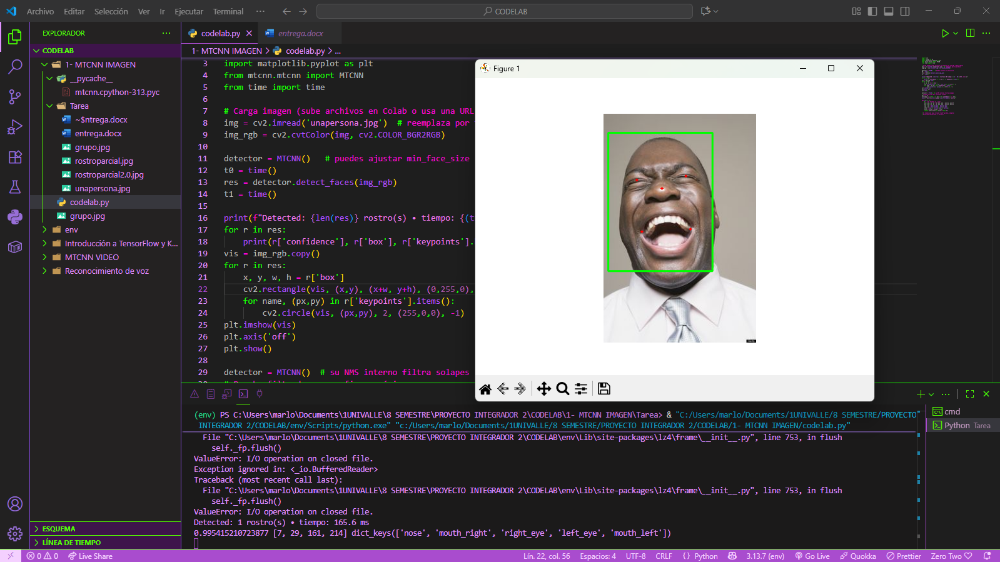 Archivo Editar Selección Ver Ir Ejecutar Terminal ···
CODELAB
EXPLORADOR
CODELAB
1- MTCNN IMAGEN
__pycache__
mtcnn.cpython-313.pyc
Tarea
~$ntrega.docx
entrega.docx
grupo.jpg
rostroparcial.jpg
rostroparcial2.0.jpg
unapersona.jpg
codelab.py
grupo.jpg
env
Introducción a TensorFlow y K...
MTCNN VIDEO
Reconocimiento de voz
ESQUEMA
LÍNEA DE TIEMPO
codelab.py
entrega.docx
1- MTCNN IMAGEN > codelab.py > ...
3 import matplotlib.pyplot as plt
4 from mtcnn.mtcnn import MTCNN
5 from time import time
6
7 # Carga imagen (sube archivos en Colab o usa una URL
8 img = cv2.imread('unapersona.jpg')  # reemplaza por
9 img_rgb = cv2.cvtColor(img, cv2.COLOR_BGR2RGB)
10
11 detector = MTCNN()   # puedes ajustar min_face_size
12 t0 = time()
13 res = detector.detect_faces(img_rgb)
14 t1 = time()
15
16 print(f"Detected: {len(res)} rostro(s) • tiempo: {(t
17 for r in res:
18     print(r['confidence'], r['box'], r['keypoints'].
19 vis = img_rgb.copy()
20 for r in res:
21     x, y, w, h = r['box']
22     cv2.rectangle(vis, (x,y), (x+w, y+h), (0,255,0),
23     for name, (px,py) in r['keypoints'].items():
24         cv2.circle(vis, (px,py), 2, (255,0,0), -1)
25 plt.imshow(vis)
26 plt.axis('off')
27 plt.show()
28
29 detector = MTCNN()  # su NMS interno filtra solapes
Figure 1
(env) PS C:\Users\marlo\Documents\1UNIVALLE\8 SEMESTRE\PROYECTO INTEGRADOR 2\CODELAB\1- MTCNN IMAGEN\Tarea> & "C:/Users/marlo/Documents/1UNIVALLE/8 SEMESTRE/PROYECTO
INTEGRADOR 2/CODELAB/env/Scripts/python.exe" "c:/Users/marlo/Documents/1UNIVALLE/8 SEMESTRE/PROYECTO INTEGRADOR 2/CODELAB/1- MTCNN IMAGEN/codelab.py"
File "C:\Users\marlo\Documents\1UNIVALLE\8 SEMESTRE\PROYECTO INTEGRADOR 2\CODELAB\env\Lib\site-packages\lz4\frame\__init__.py", line 753, in flush
self._fp.flush()
ValueError: I/O operation on closed file.
Exception ignored in: <_io.BufferedReader>
Traceback (most recent call last):
File "C:\Users\marlo\Documents\1UNIVALLE\8 SEMESTRE\PROYECTO INTEGRADOR 2\CODELAB\env\Lib\site-packages\lz4\frame\__init__.py", line 753, in flush
self._fp.flush()
ValueError: I/O operation on closed file.
Detected: 1 rostro(s) • tiempo: 165.6 ms
0.995415210723877 [7, 29, 161, 214] dict_keys(['nose', 'mouth_right', 'right_eye', 'left_eye', 'mouth_left'])
cmd
Python Tarea
0 0 Live Share
Lín. 22, col. 56 Espacios: 4 UTF-8 CRLF {} Python 3.13.7 (env) Go Live Quokka Prettier Zero Two ♡